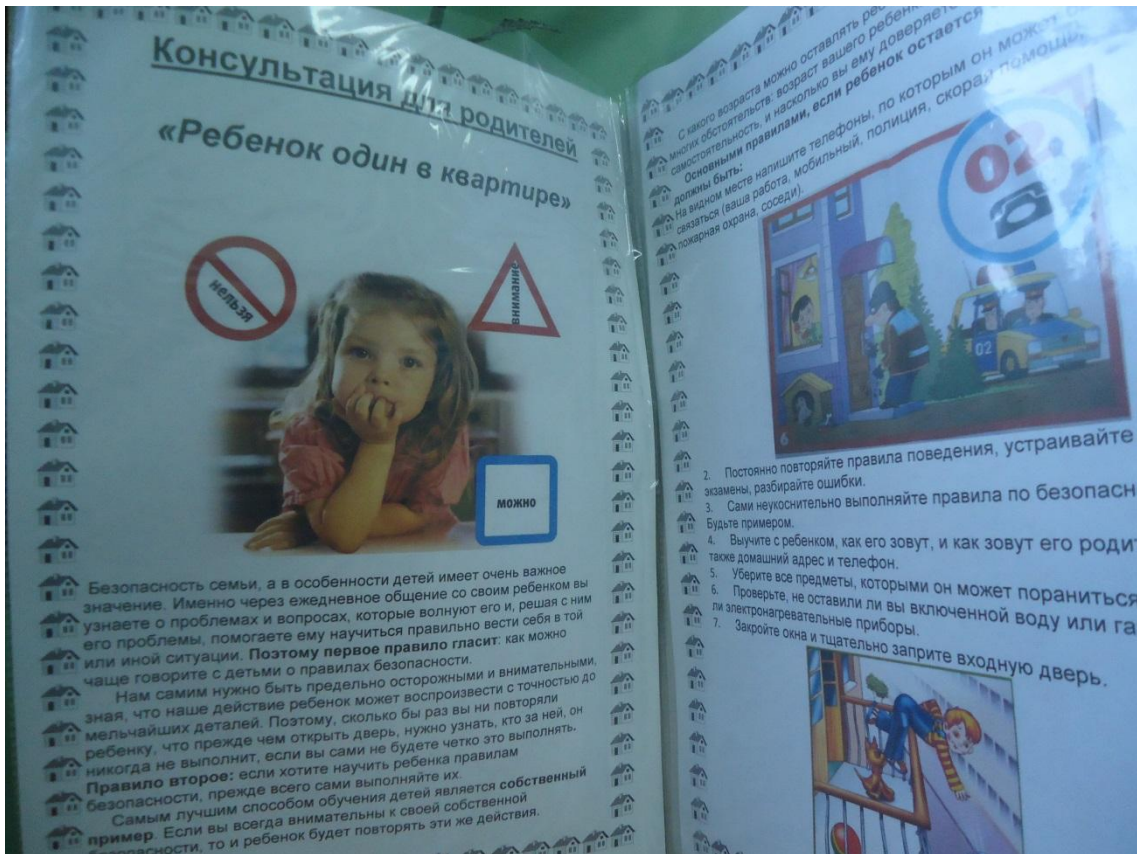 Консультация для родителей
«Ребенок один в квартире»
нельзя
внимание
можно
Безопасность семьи, а в особенности детей имеет очень важное
значение. Именно через ежедневное общение со своим ребенком вы
узнаете о проблемах и вопросах, которые волнуют его и, решая с ним
его проблемы, помогаете ему научиться правильно вести себя в той
или иной ситуации. Поэтому первое правило гласит: как можно
чаще говорите с детьми о правилах безопасности.
Нам самим нужно быть предельно осторожными и внимательными,
зная, что наше действие ребенок может воспроизвести с точностью до
мельчайших деталей. Поэтому, сколько бы раз вы ни повторяли
ребенку, что прежде чем открыть дверь, нужно узнать, кто за ней, он
никогда не выполнит, если вы сами не будете четко это выполнять.
Правило второе: если хотите научить ребенка правилам
безопасности, прежде всего сами выполняйте их.
Самым лучшим способом обучения детей является собственный
пример. Если вы всегда внимательны к своей собственной
безопасности, то и ребенок будет повторять эти же действия.
С какого возраста можно оставлять
многих обстоятельств: возраст вашего
самостоятельность, и насколько вы ему доверяете
Основными правилами, если ребенок остается
должны быть:
На видном месте напишите телефоны, по которым он может
связаться (ваша работа, мобильный, полиция, скорая помощь,
пожарная охрана, соседи).
02
02
6
2. Постоянно повторяйте правила поведения, устраивайте
экзамены, разбирайте ошибки.
3. Сами неукоснительно выполняйте правила по
Будьте примером.
4. Выучите с ребенком, как его зовут, и как зовут его
также домашний адрес и телефон.
5. Уберите все предметы, которыми он может пораниться
6. Проверьте, не оставили ли вы включенной воду или
ли электронагревательные приборы.
7. Закройте окна и тщательно заприте входную дверь.